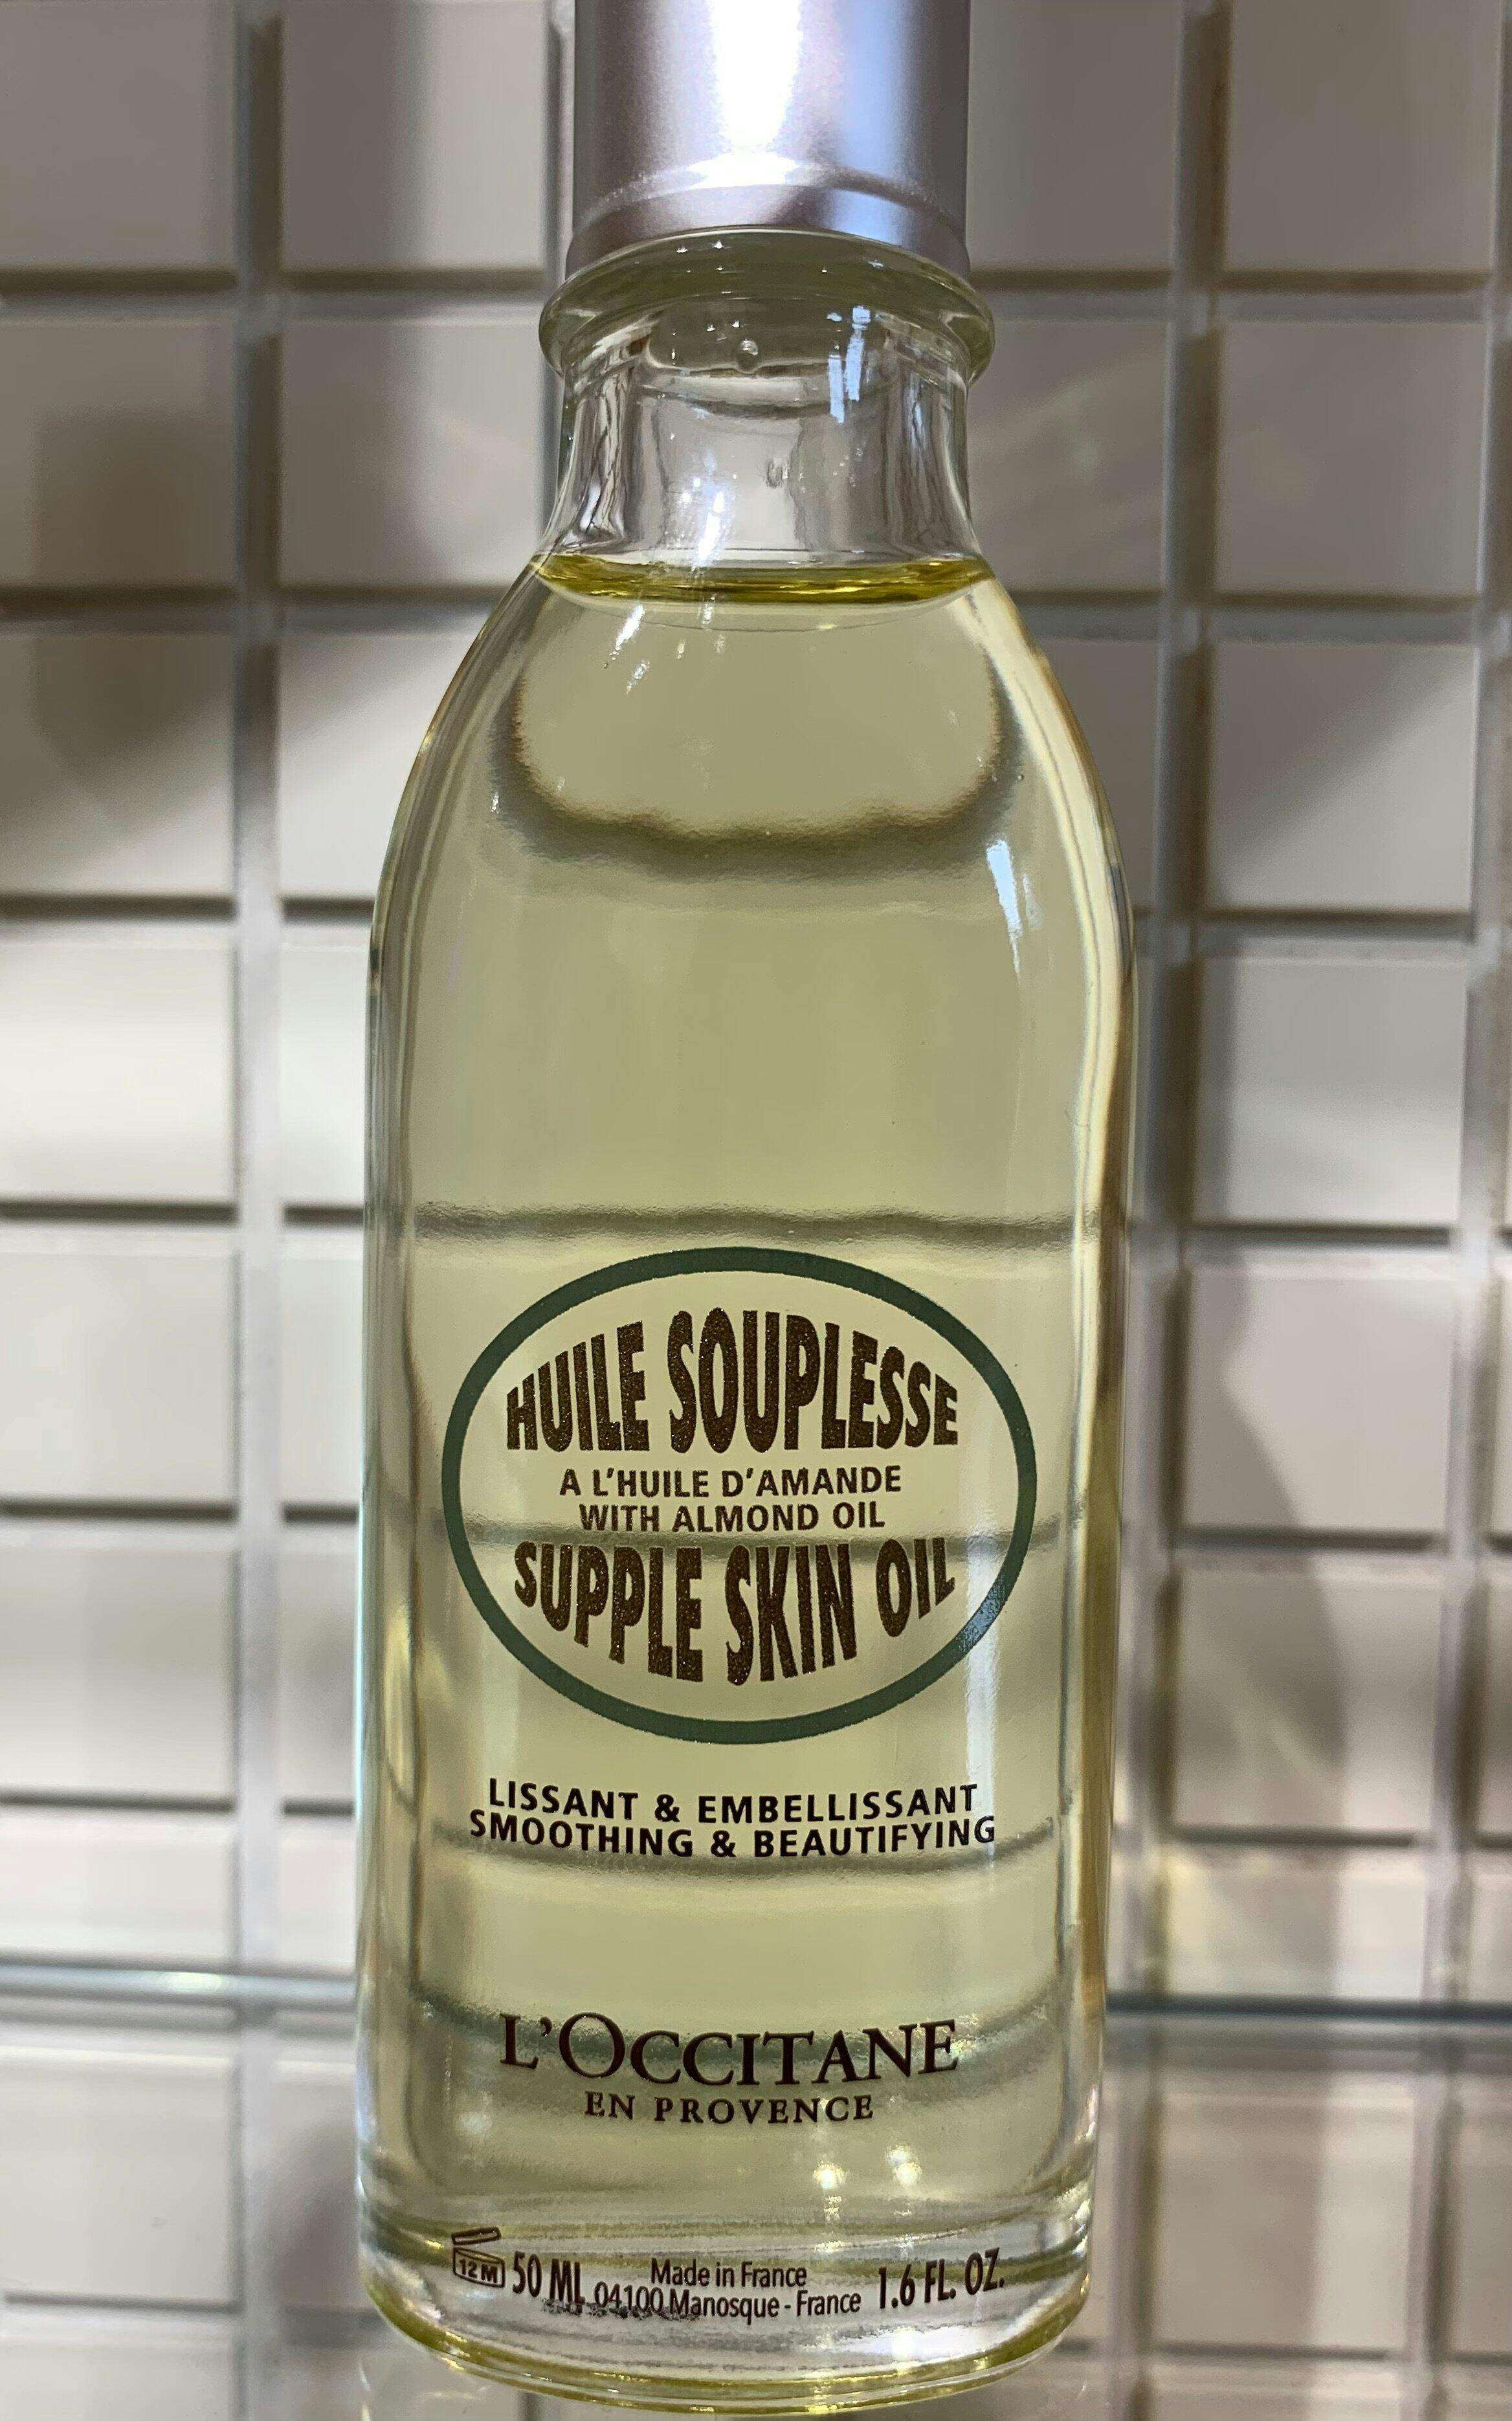 HUILE SOUPLESSE
A L'HUILE D'AMANDE
WITH ALMOND OIL
SUPPLE SKIN OIL
LISSANT & EMBELLISSANT
SMOOTHING & BEAUTIFYING
L'OCCITANE
EN PROVENCE
12M 50 ML Made in France 1.6 FL. OZ.
04100 Manosque - France